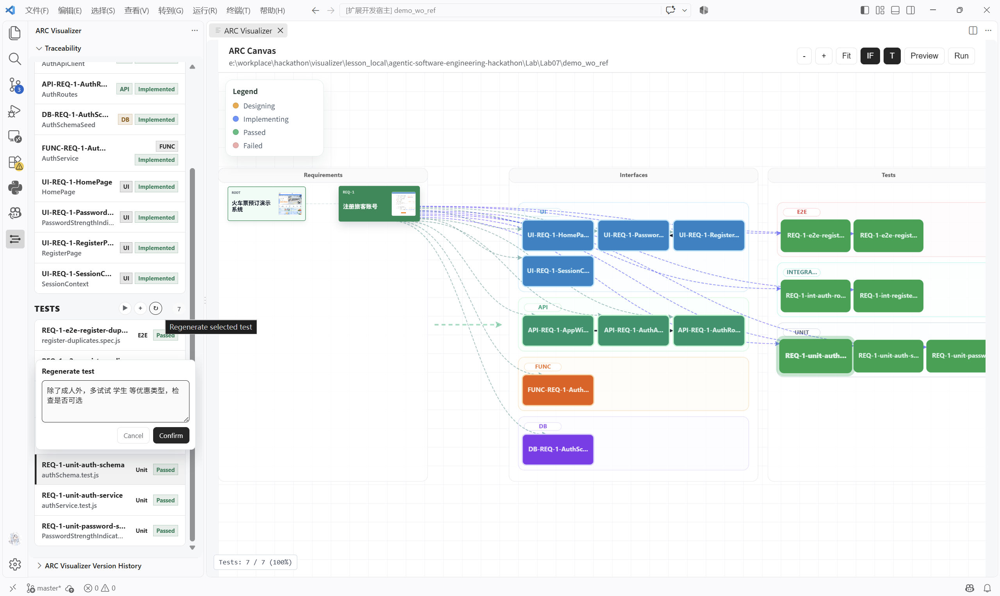 文件(F) 编辑(E) 选择(S) 查看(V) 转到(G) 运行(R) 终端(T) 帮助(H)
[扩展开发宿主] demo_wo_ref
ARC Visualizer
Traceability
AuthApiClient
API-REQ-1-AuthR... API Implemented
AuthRoutes
DB-REQ-1-AuthSc... DB Implemented
AuthSchemaSeed
FUNC-REQ-1-Aut... FUNC
AuthService Implemented
UI-REQ-1-HomePage UI Implemented
HomePage
UI-REQ-1-Password... UI Implemented
PasswordStrengthIndi...
UI-REQ-1-RegisterP... UI Implemented
RegisterPage
UI-REQ-1-SessionC... UI Implemented
SessionContext
TESTS + 7
Regenerate selected test
REQ-1-e2e-register-dup... E2E Passed
register-duplicates.spec.js
Regenerate test
除了成人外，多试试 学生 等优惠类型，检
查是否可选
Cancel Confirm
REQ-1-unit-auth-schema Unit Passed
authSchema.test.js
REQ-1-unit-auth-service Unit Passed
authService.test.js
REQ-1-unit-password-s... Unit Passed
PasswordStrengthIndicat...
ARC Visualizer Version History
3
ARC Visualizer
ARC Canvas
e:\workplace\hackathon\visualizer\lesson_local\agentic-software-engineering-hackathon\Lab\Lab07\demo_wo_ref
- + Fit IF T Preview Run
Legend
Designing
Implementing
Passed
Failed
Requirements
ROOT
火车票预订演示
系统
REQ-1
注册旅客账号
Interfaces
UI
UI-REQ-1-HomePa... UI-REQ-1-Passwor... UI-REQ-1-Register...
UI-REQ-1-SessionC...
API
API-REQ-1-AppWi... API-REQ-1-AuthA... API-REQ-1-AuthRo...
FUNC
FUNC-REQ-1-Auth...
DB
DB-REQ-1-AuthSc...
Tests
E2E
REQ-1-e2e-regist... REQ-1-e2e-regist...
INTEGRA...
REQ-1-int-auth-ro... REQ-1-int-registe...
UNIT
REQ-1-unit-auth... REQ-1-unit-auth-s... REQ-1-unit-passw
Tests: 7 / 7 (100%)
master* 0 0